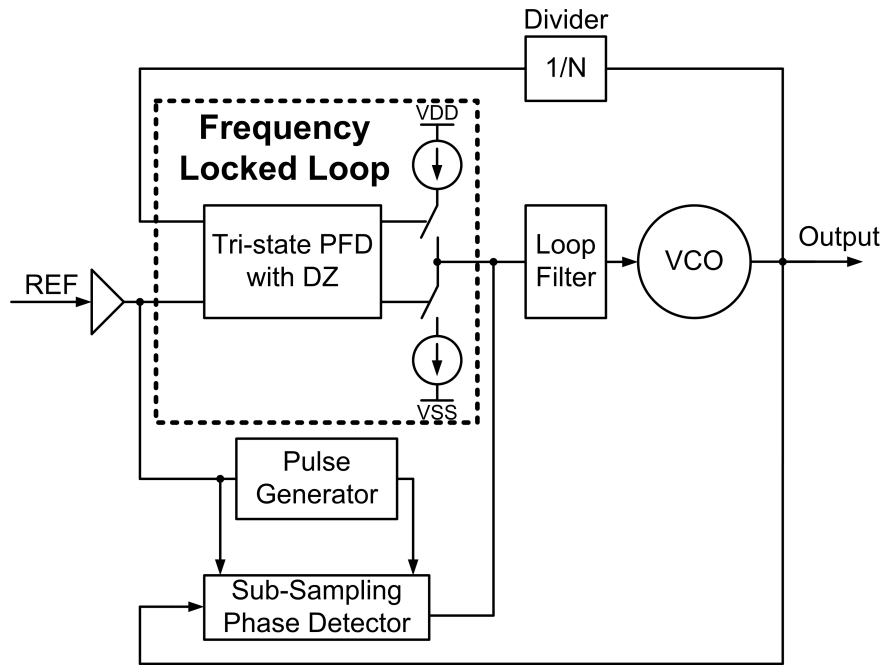 Divider
1/N
Frequency
Locked Loop
VDD
Tri-state PFD
with DZ
Loop
Filter
VCO
Output
REF
VSS
Pulse
Generator
Sub-Sampling
Phase Detector